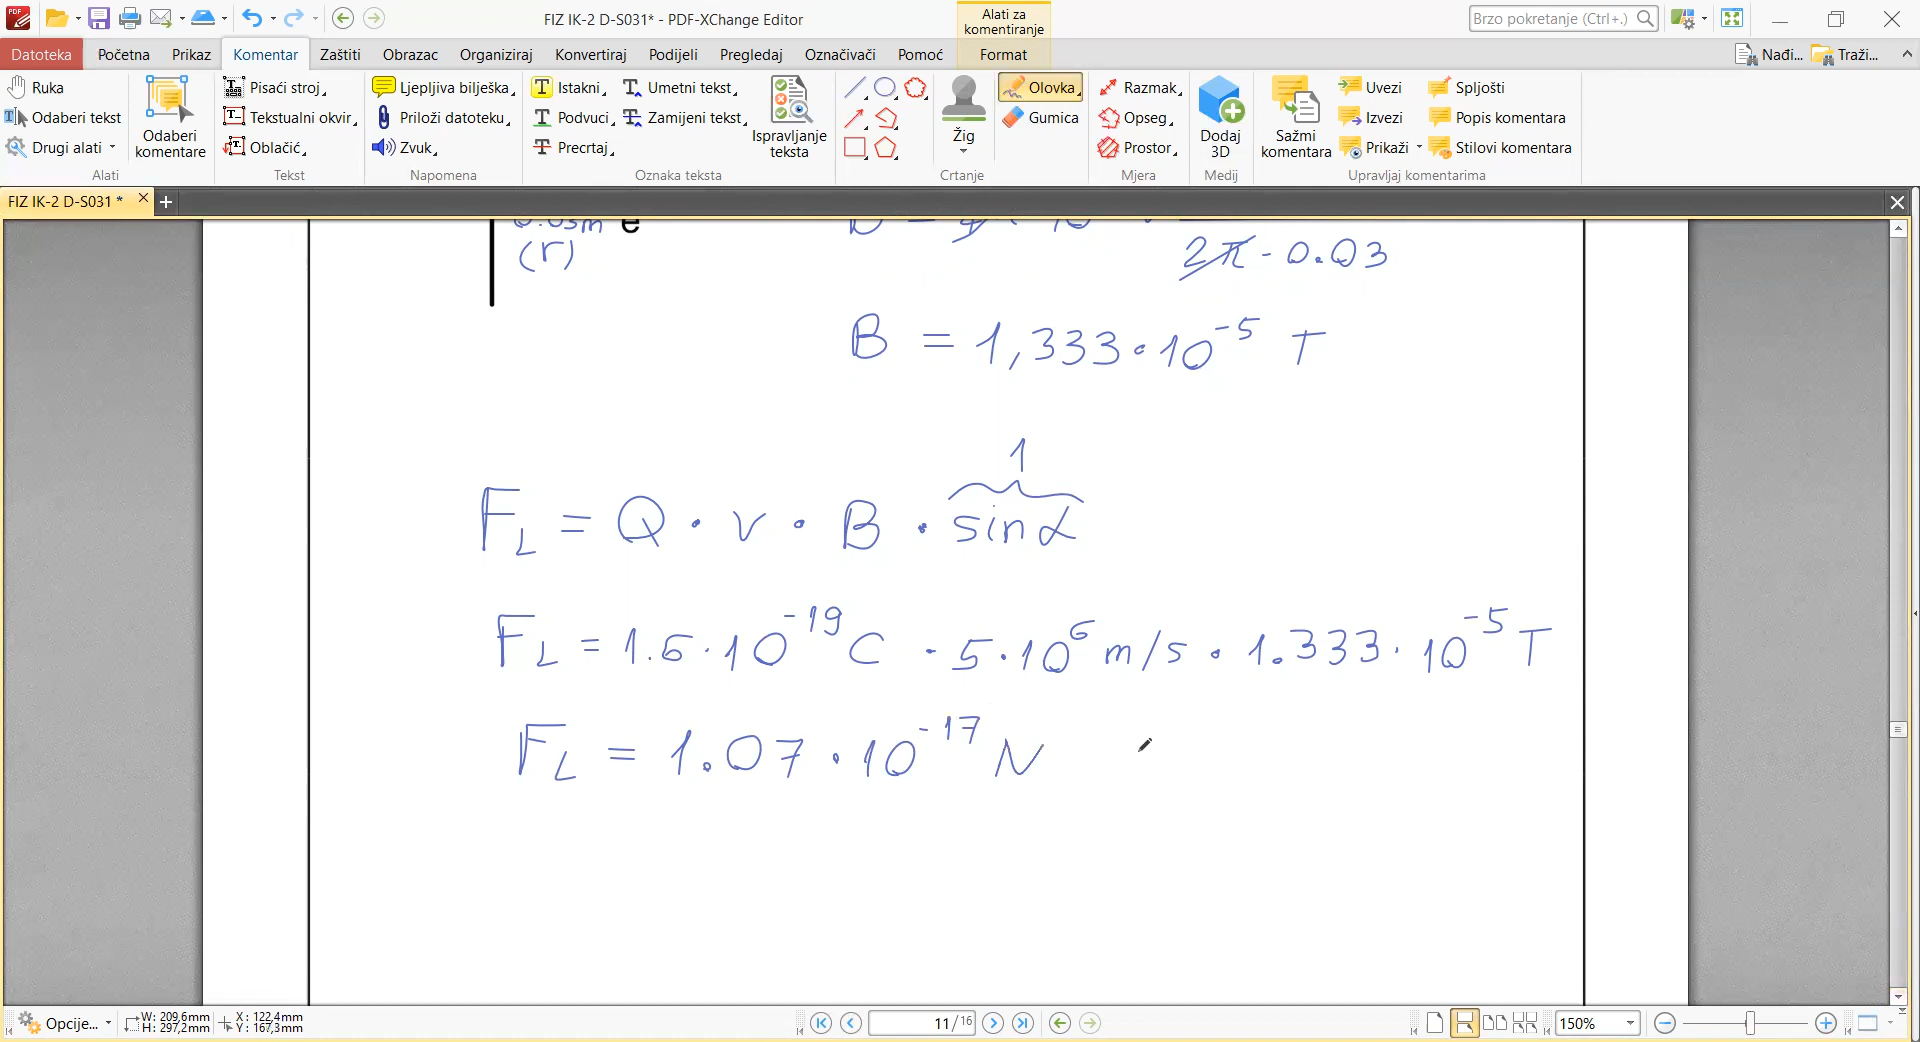 FIZ IK-2 D-S031* - PDF-XChange Editor
Alati za komentiranje
Brzo pokretanje (Ctrl+.)
Datoteka Početna Prikaz Komentar Zaštiti Obrazac Organiziraj Konvertiraj Podijeli Pregledaj Označivači Pomoć Format Nađi... Traži...
Ruka
Odaberi tekst
Drugi alati
Odaberi komentare
Alati
Pisaći stroj
Tekstualni okvir
Oblačić
Tekst
Ljepljiva bilješka
Priloži datoteku
Zvuk
Napomena
Istakni
Podvuci
Precrtaj
Umetni tekst
Zamijeni tekst
Ispravljanje teksta
Oznaka teksta
Žig
Olovka
Gumica
Crtanje
Razmak
Opseg
Prostor
Mjera
Dodaj 3D
Medij
Sažmi komentara
Uvezi
Izvezi
Prikaži
Spljošti
Popis komentara
Stilovi komentara
Upravljaj komentarima
FIZ IK-2 D-S031 *
(r) e
2π · 0.03
B = 1,333 · 10⁻⁵ T
1
F_L = Q · v · B · sin α
F_L = 1.6 · 10⁻¹⁹ C · 5 · 10⁶ m/s · 1.333 · 10⁻⁵ T
F_L = 1.07 · 10⁻¹⁷ N
Opcije...
W: 209,6mm
H: 297,2mm
X: 122,4mm
Y: 167,3mm
11 / 16
150%